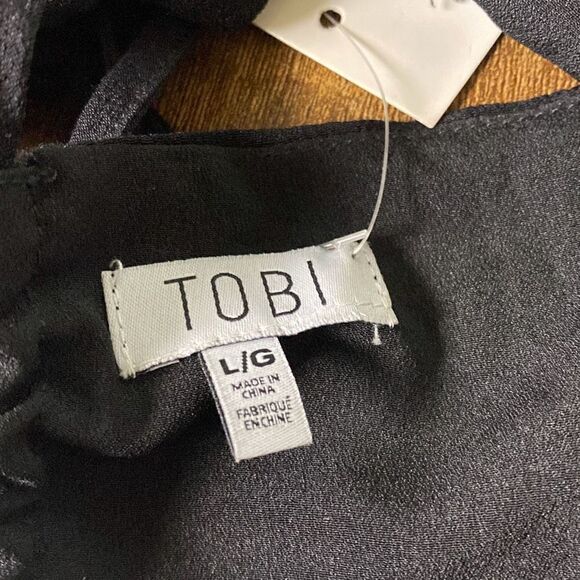 TOBI
L/G
MADE IN
CHINA
FABRIQUÉ
EN CHINE